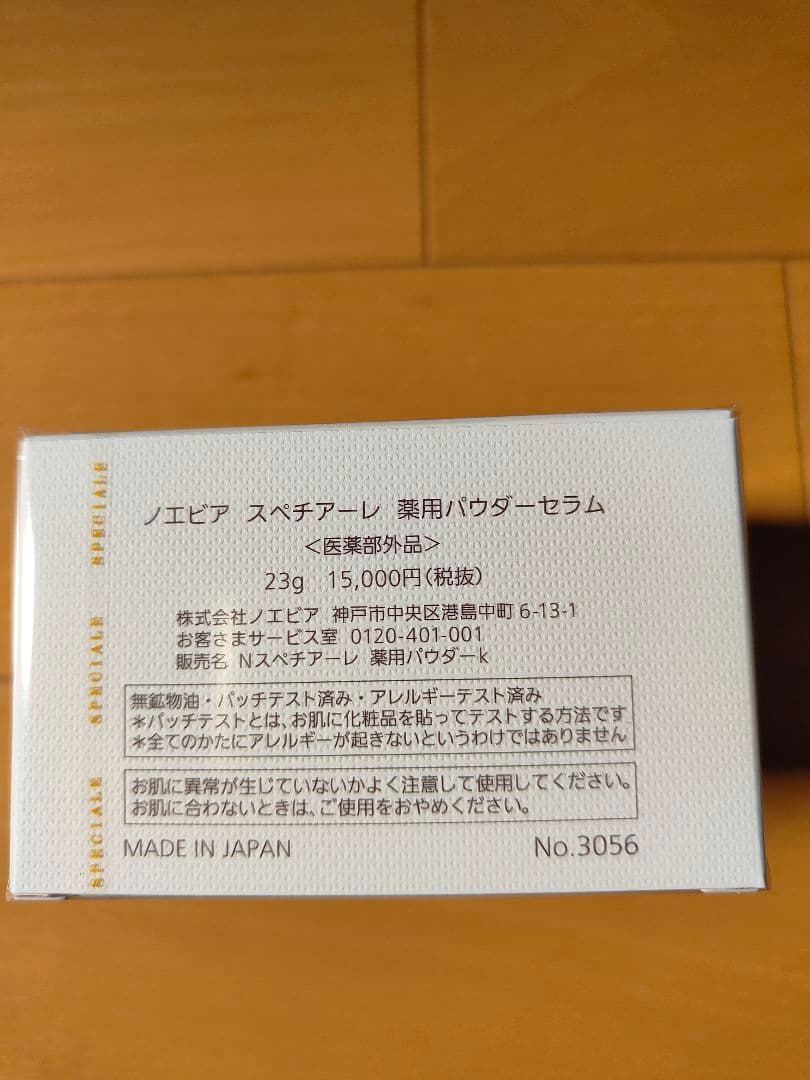 ノエビア スペチアーレ 薬用パウダーセラム
＜医薬部外品＞
23g 15,000円(税抜)
株式会社ノエビア 神戸市中央区港島中町6-13-1
お客さまサービス室 0120-401-001
販売名 Nスペチアーレ 薬用パウダーk
無鉱物油・パッチテスト済み・アレルギーテスト済み
＊パッチテストとは、お肌に化粧品を貼ってテストする方法です
＊全てのかたにアレルギーが起きないというわけではありません
お肌に異常が生じていないかよく注意して使用してください。
お肌に合わないときは、ご使用をおやめください。
MADE IN JAPAN No.3056
SPECIALE
SPECIALE
SPECIALE